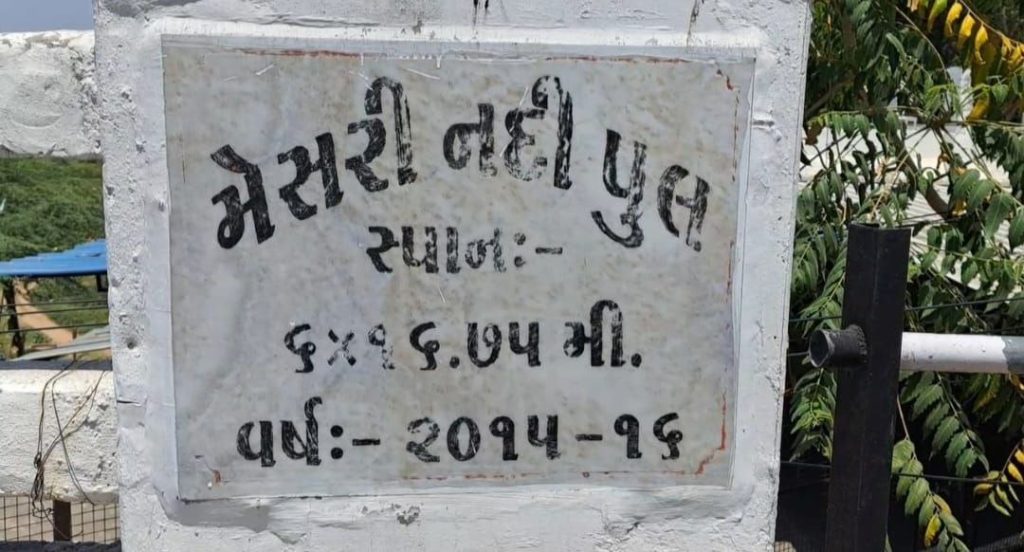 મેસરી નદી પુલ
સ્પાનઃ-
૬×૧૬.૭૫ મી.
વર્ષઃ- ૨૦૧૫-૧૬